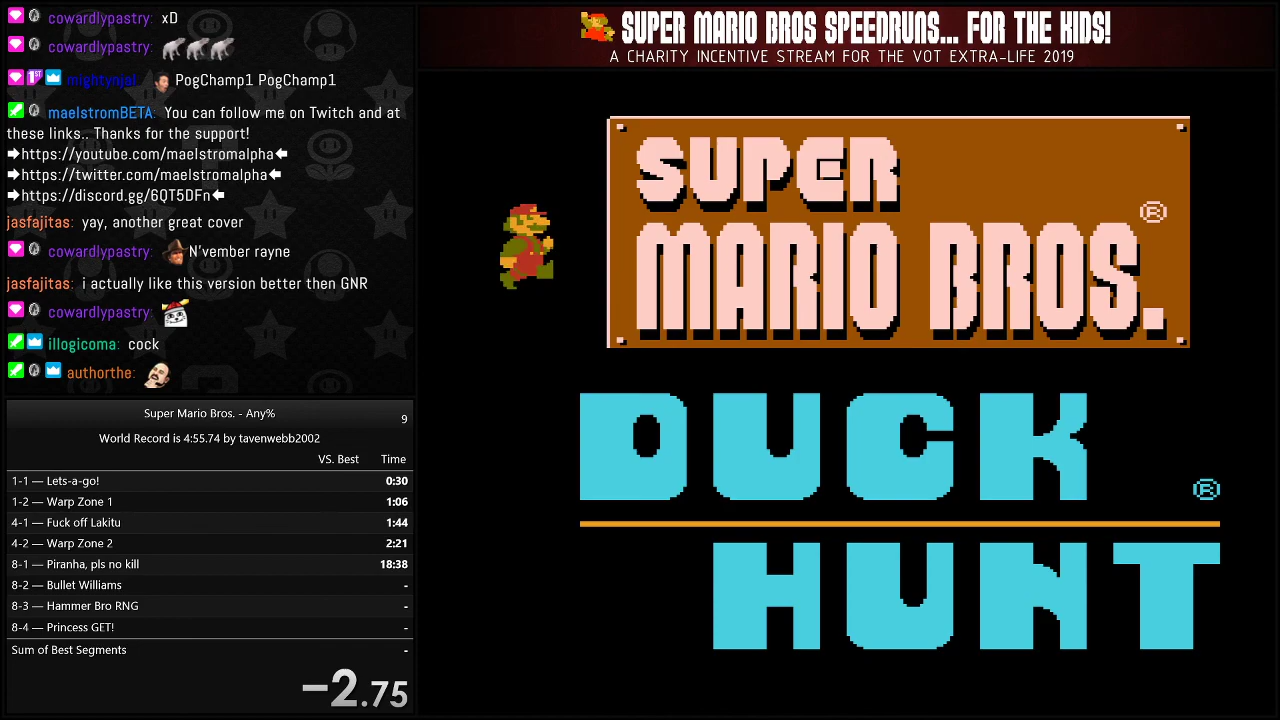 cowardlypastry: xD
cowardlypastry:
1ST mightynjal: PogChamp1 PogChamp1
maelstromBETA: You can follow me on Twitch and at
these links.. Thanks for the support!
➡https://youtube.com/maelstromalpha⬅
➡https://twitter.com/maelstromalpha⬅
➡https://discord.gg/6QT5DFn⬅
jasfajitas: yay, another great cover
cowardlypastry: N'vember rayne
jasfajitas: i actually like this version better then GNR
cowardlypastry:
illogicoma: cock
authorthe:
Super Mario Bros. - Any%
9
World Record is 4:55.74 by tavenwebb2002
VS. Best Time
1-1 — Lets-a-go! 0:30
1-2 — Warp Zone 1 1:06
4-1 — Fuck off Lakitu 1:44
4-2 — Warp Zone 2 2:21
8-1 — Piranha, pls no kill 18:38
8-2 — Bullet Williams -
8-3 — Hammer Bro RNG -
8-4 — Princess GET! -
Sum of Best Segments -
−2.75
SUPER MARIO BROS SPEEDRUNS... FOR THE KIDS!
A CHARITY INCENTIVE STREAM FOR THE VOT EXTRA-LIFE 2019
SUPER
MARIO BROS.®
DUCK ®
HUNT